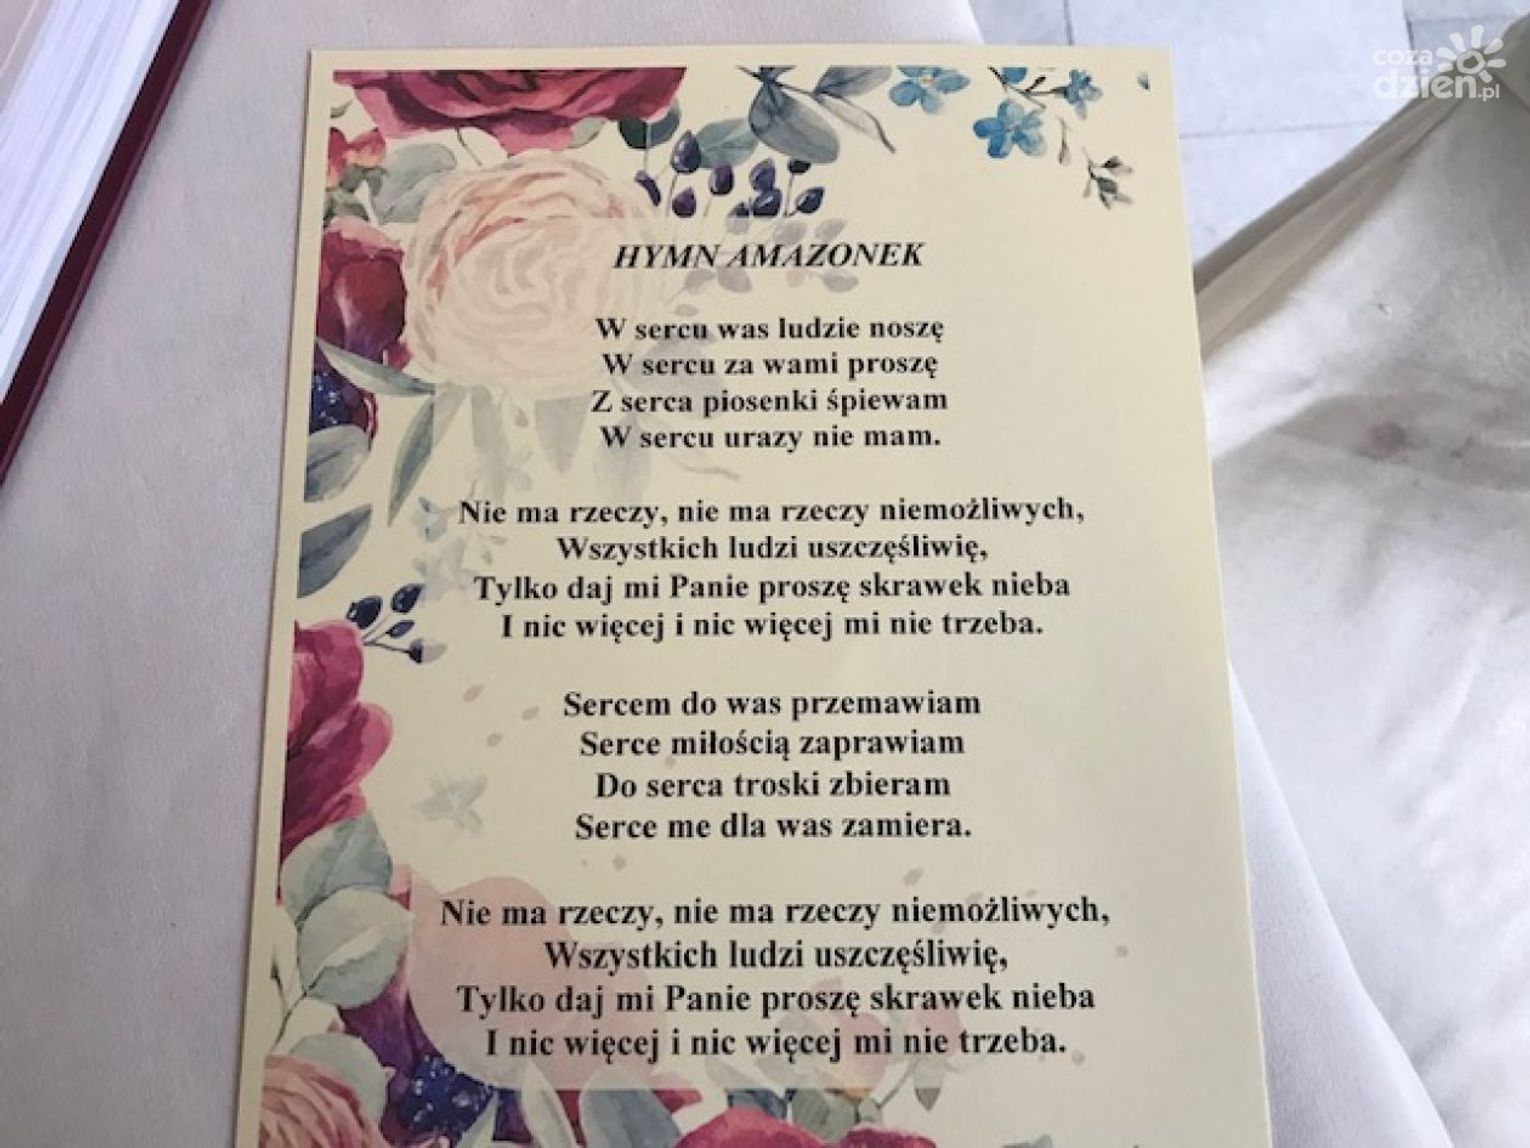 coza
dzien.pl
HYMN AMAZONEK
W sercu was ludzie noszę
W sercu za wami proszę
Z serca piosenki śpiewam
W sercu urazy nie mam.
Nie ma rzeczy, nie ma rzeczy niemożliwych,
Wszystkich ludzi uszczęśliwię,
Tylko daj mi Panie proszę skrawek nieba
I nic więcej i nic więcej mi nie trzeba.
Sercem do was przemawiam
Serce miłością zaprawiam
Do serca troski zbieram
Serce me dla was zamiera.
Nie ma rzeczy, nie ma rzeczy niemożliwych,
Wszystkich ludzi uszczęśliwię,
Tylko daj mi Panie proszę skrawek nieba
I nic więcej i nic więcej mi nie trzeba.